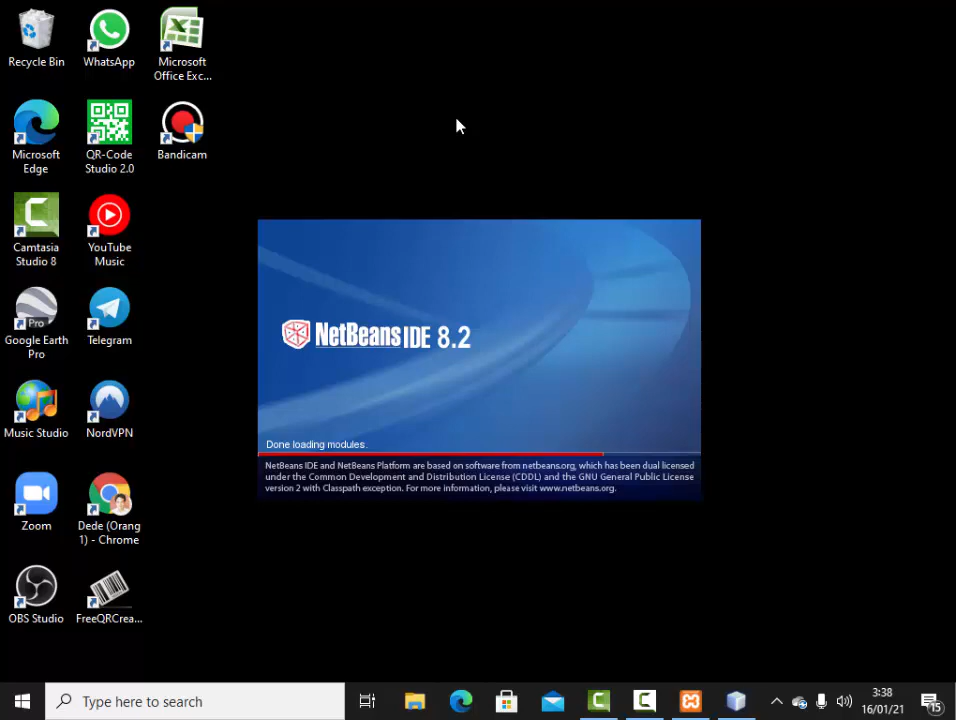 Recycle Bin
WhatsApp
Microsoft
Office Exc...
Microsoft
Edge
QR-Code
Studio 2.0
Bandicam
Camtasia
Studio 8
YouTube
Music
Pro
Google Earth
Pro
Telegram
Music Studio
NordVPN
Zoom
Dede (Orang
1) - Chrome
OBS Studio
FreeQRCrea...
NetBeans IDE 8.2
Done loading modules.
NetBeans IDE and NetBeans Platform are based on software from netbeans.org, which has been dual licensed
under the Common Development and Distribution License (CDDL) and the GNU General Public License
version 2 with Classpath exception. For more information, please visit www.netbeans.org.
Type here to search
3:38
16/01/21
15